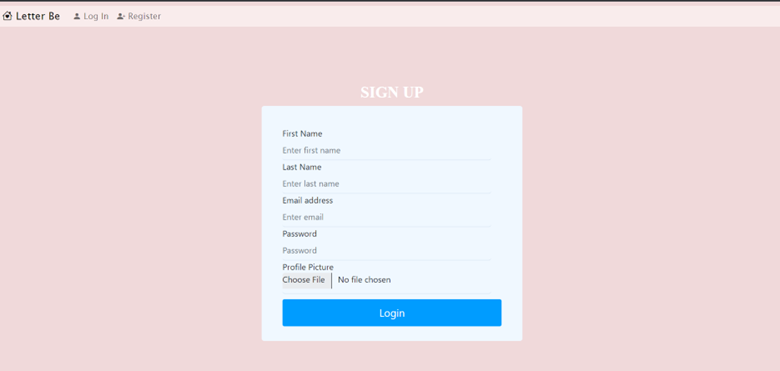 Letter Be Log In Register
SIGN UP
First Name
Enter first name
Last Name
Enter last name
Email address
Enter email
Password
Password
Profile Picture
Choose File No file chosen
Login